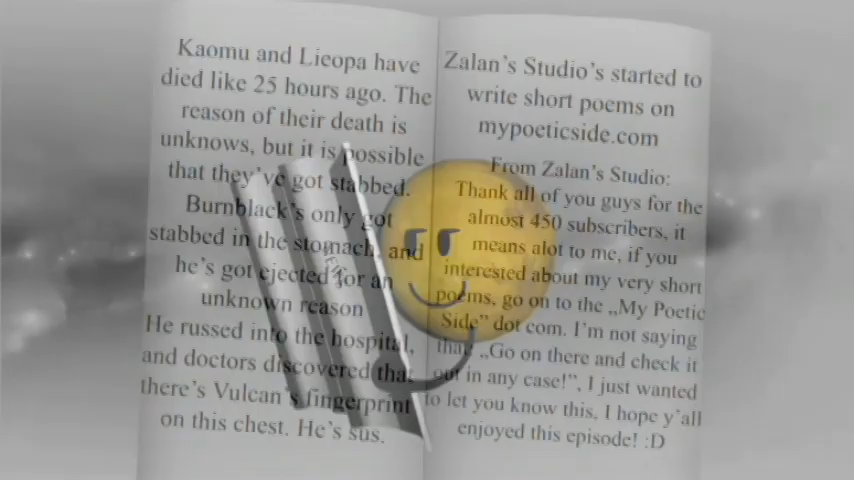 Kaomu and Lieopa have
died like 25 hours ago. The
reason of their death is
unknows, but it is possible
that they've got stabbed.
Burnblack's only got
stabbed in the stomach, and
he's got ejected for an
unknown reason
He russed into the hospital,
and doctors discovered that
there's Vulcan's fingerprint
on this chest. He's sus.
Zalan's Studio's started to
write short poems on
mypoeticside.com
From Zalan's Studio:
Thank all of you guys for the
almost 450 subscribers, it
means alot to me, if you
interested about my very short
poems, go on to the „My Poetic
Side” dot com. I'm not saying
that „Go on there and check it
out in any case!”, I just wanted
to let you know this, I hope y'all
enjoyed this episode! :D